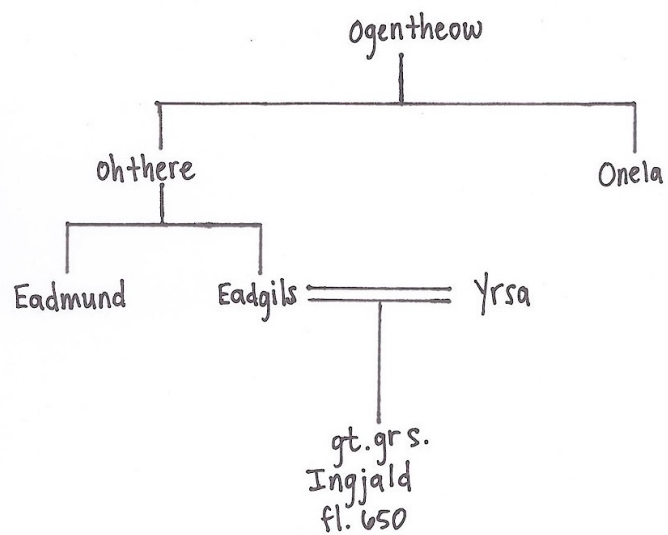 Ogentheow
Ohthere
Onela
Eadmund
Eadgils
Yrsa
gt.grs.
Ingjald
fl. 650